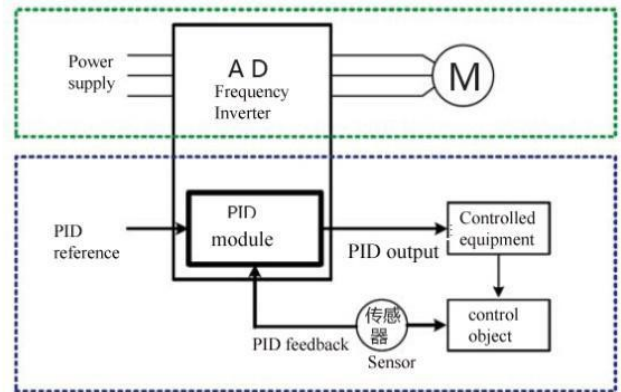 Power
supply
A D
Frequency
Inverter
M
PID
reference
PID
module
PID output
Controlled
equipment
PID feedback
传感
器
Sensor
control
object